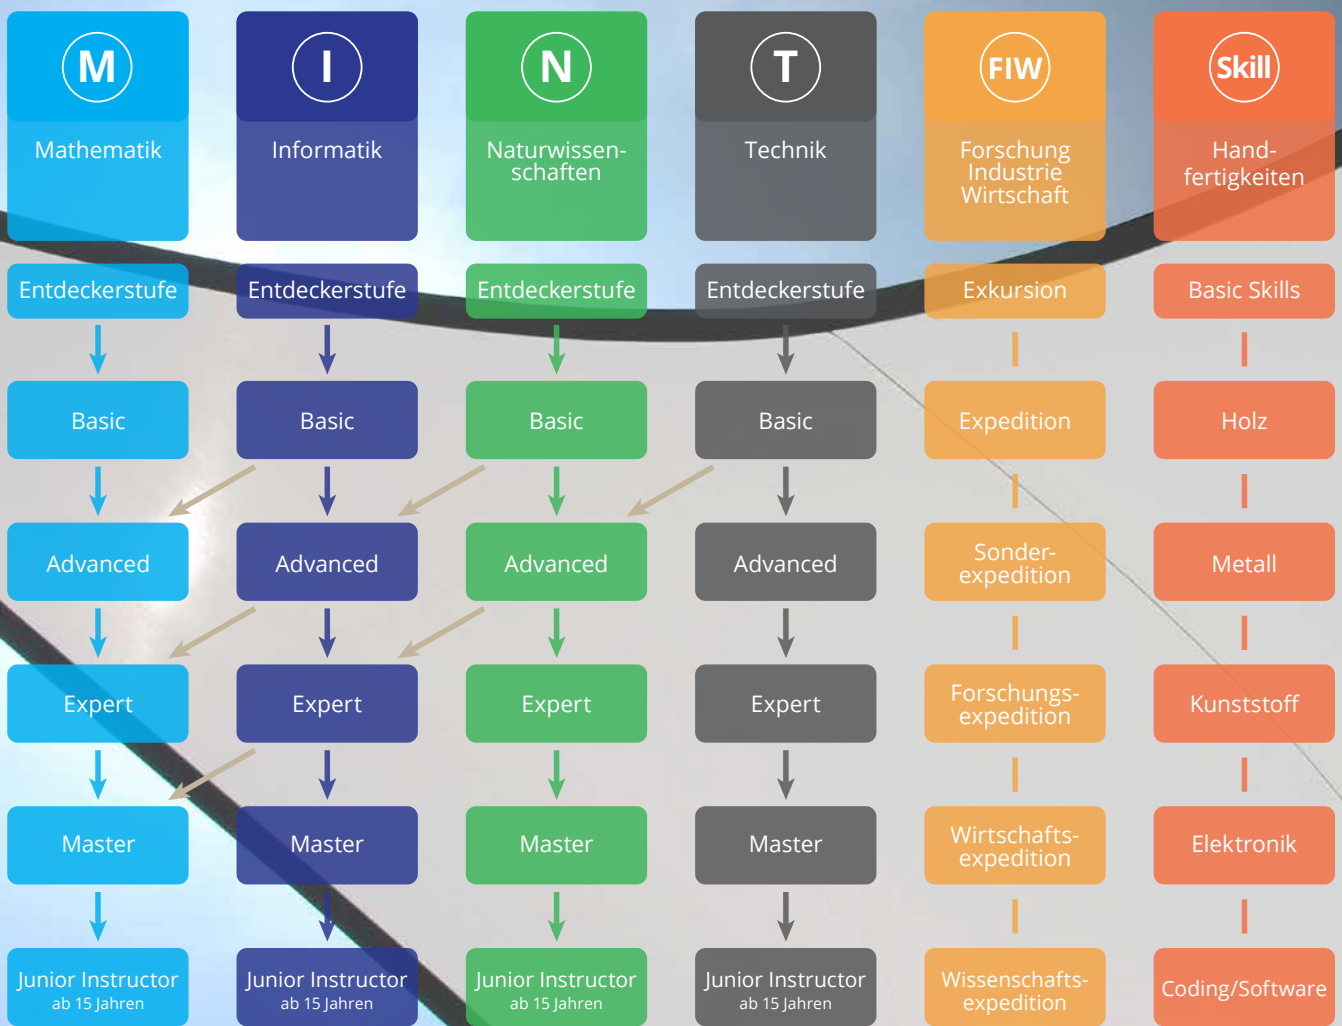 M
I
N
T
FIW
Skill
Mathematik
Informatik
Naturwissen-
schaften
Technik
Forschung
Industrie
Wirtschaft
Hand-
fertigkeiten
Entdeckerstufe
Entdeckerstufe
Entdeckerstufe
Entdeckerstufe
Exkursion
Basic Skills
Basic
Basic
Basic
Basic
Expedition
Holz
Advanced
Advanced
Advanced
Advanced
Sonder-
expedition
Metall
Expert
Expert
Expert
Expert
Forschungs-
expedition
Kunststoff
Master
Master
Master
Master
Wirtschafts-
expedition
Elektronik
Junior Instructor
ab 15 Jahren
Junior Instructor
ab 15 Jahren
Junior Instructor
ab 15 Jahren
Junior Instructor
ab 15 Jahren
Wissenschafts-
expedition
Coding/Software